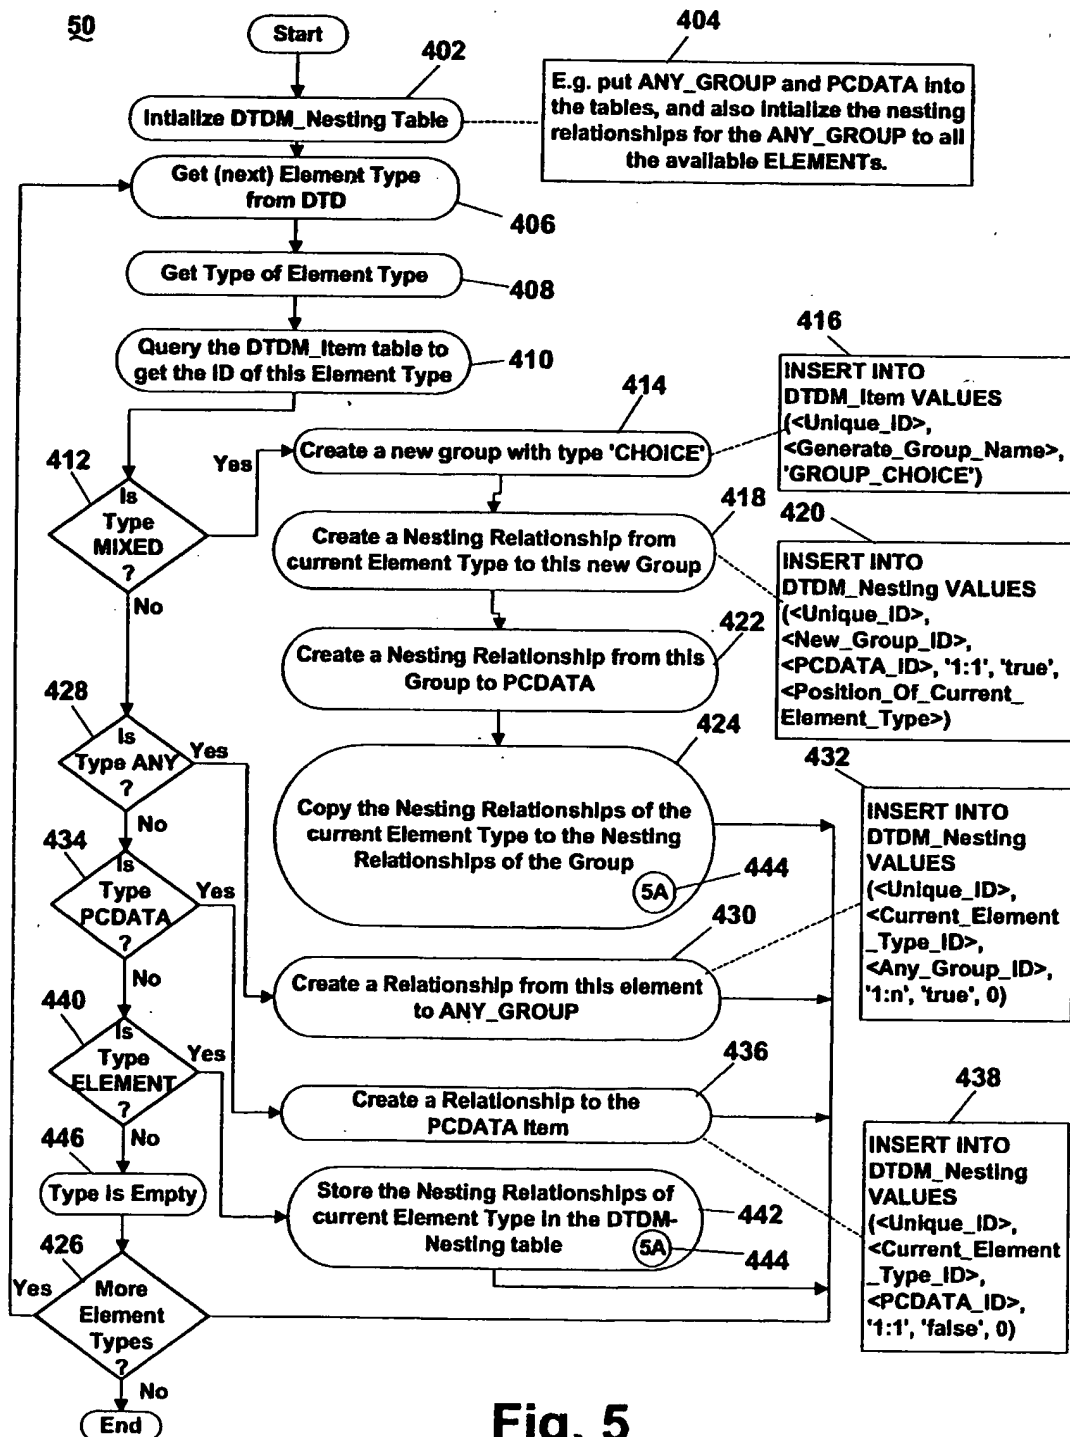 50
Start
402
404
Intialize DTDM_Nesting Table
E.g. put ANY_GROUP and PCDATA into
the tables, and also intialize the nesting
relationships for the ANY_GROUP to all
the available ELEMENTs.
Get (next) Element Type
from DTD
406
Get Type of Element Type
408
Query the DTDM_Item table to
get the ID of this Element Type
410
412
Is
Type
MIXED
?
Yes
No
414
Create a new group with type 'CHOICE'
416
INSERT INTO
DTDM_Item VALUES
(<Unique_ID>,
<Generate_Group_Name>,
'GROUP_CHOICE')
418
Create a Nesting Relationship from
current Element Type to this new Group
420
INSERT INTO
DTDM_Nesting VALUES
(<Unique_ID>,
<New_Group_ID>,
<PCDATA_ID>, '1:1', 'true',
<Position_Of_Current_
Element_Type>)
422
Create a Nesting Relationship from this
Group to PCDATA
424
Copy the Nesting Relationships of the
current Element Type to the Nesting
Relationships of the Group
5A
444
428
Is
Type ANY
?
Yes
No
430
Create a Relationship from this element
to ANY_GROUP
432
INSERT INTO
DTDM_Nesting
VALUES
(<Unique_ID>,
<Current_Element
_Type_ID>,
<Any_Group_ID>,
'1:n', 'true', 0)
434
Is
Type
PCDATA
?
Yes
No
436
Create a Relationship to the
PCDATA Item
438
INSERT INTO
DTDM_Nesting
VALUES
(<Unique_ID>,
<Current_Element
_Type_ID>,
<PCDATA_ID>,
'1:1', 'false', 0)
440
Is
Type
ELEMENT
?
Yes
No
442
Store the Nesting Relationships of
current Element Type in the DTDM-
Nesting table
5A
444
446
Type is Empty
426
More
Element
Types
?
Yes
No
End
Fig. 5